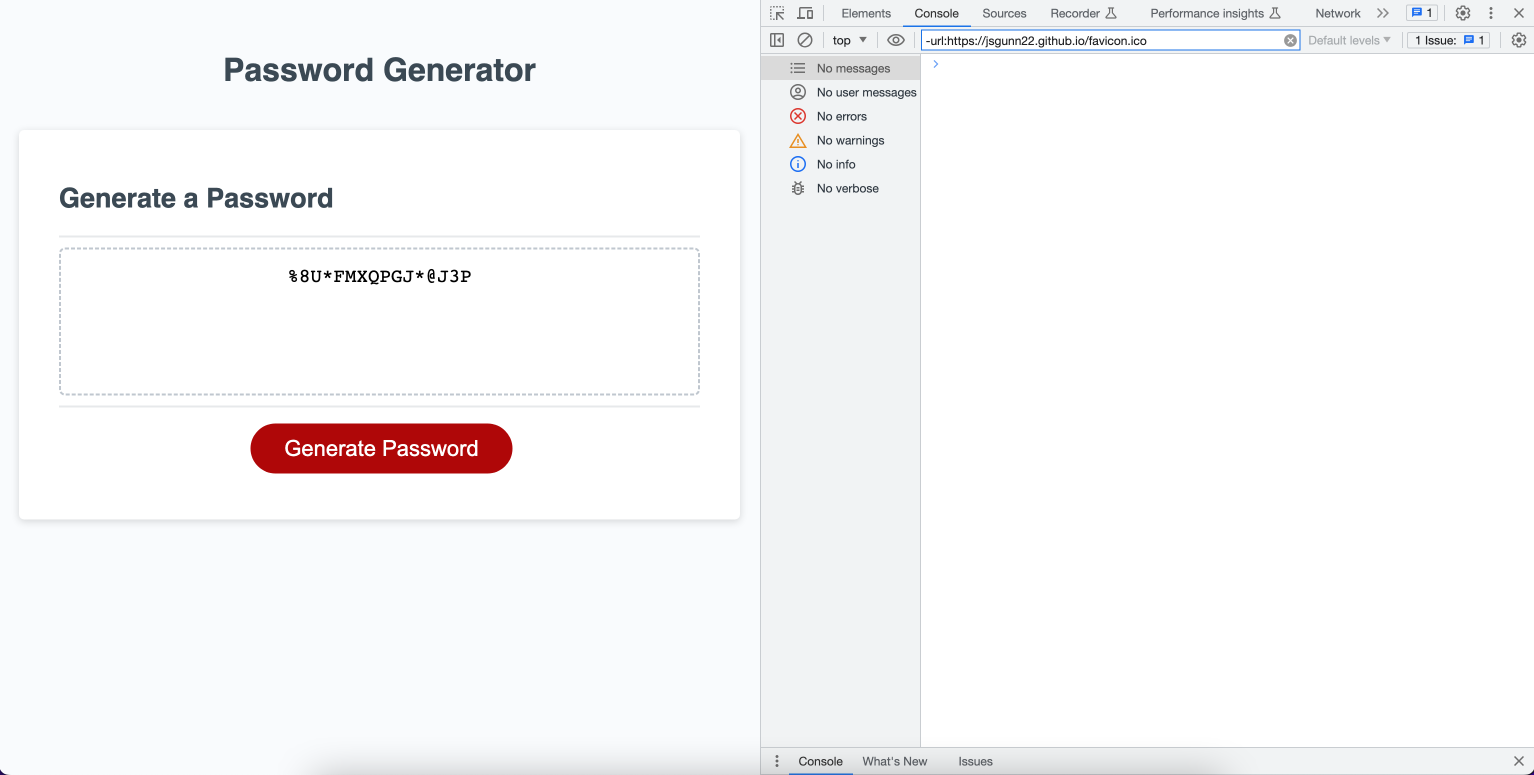 Password Generator
Generate a Password
%8U*FMXQPGJ*@J3P
Generate Password
Elements Console Sources Recorder Performance insights Network 1
top -url:https://jsgunn22.github.io/favicon.ico Default levels 1 Issue: 1
No messages
No user messages
No errors
No warnings
No info
No verbose
Console What's New Issues